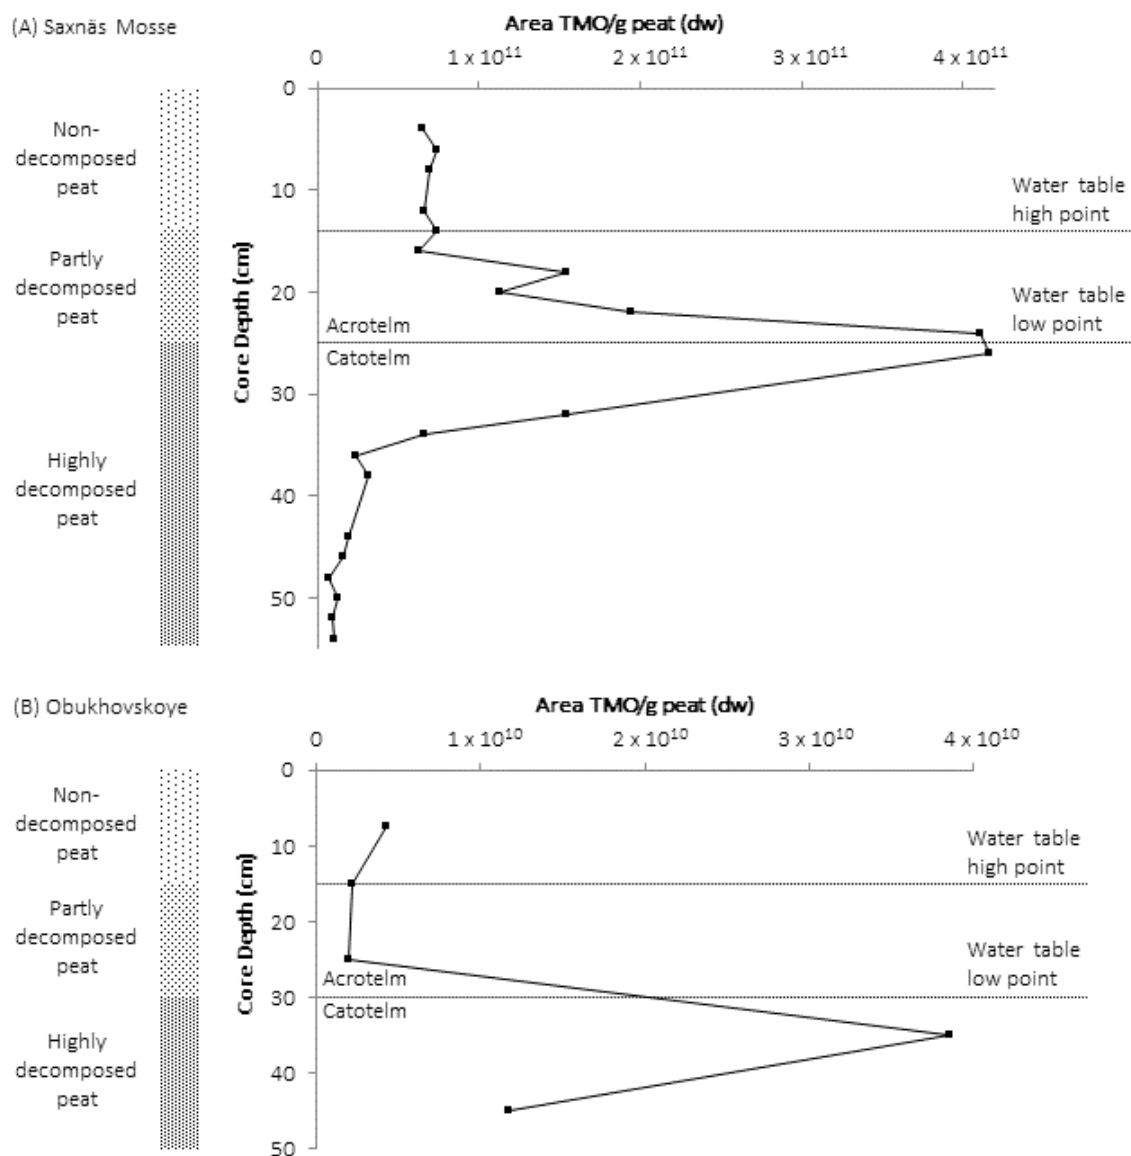 (A) Saxnäs Mosse
Area TMO/g peat (dw)
0 1 x 10¹¹ 2 x 10¹¹ 3 x 10¹¹ 4 x 10¹¹
Core Depth (cm)
0
10
20
30
40
50
Non-
decomposed
peat
Partly
decomposed
peat
Highly
decomposed
peat
Water table
high point
Water table
low point
Acrotelm
Catotelm
(B) Obukhovskoye
Area TMO/g peat (dw)
0 1 x 10¹⁰ 2 x 10¹⁰ 3 x 10¹⁰ 4 x 10¹⁰
Core Depth (cm)
0
10
20
30
40
50
Non-
decomposed
peat
Partly
decomposed
peat
Highly
decomposed
peat
Water table
high point
Water table
low point
Acrotelm
Catotelm